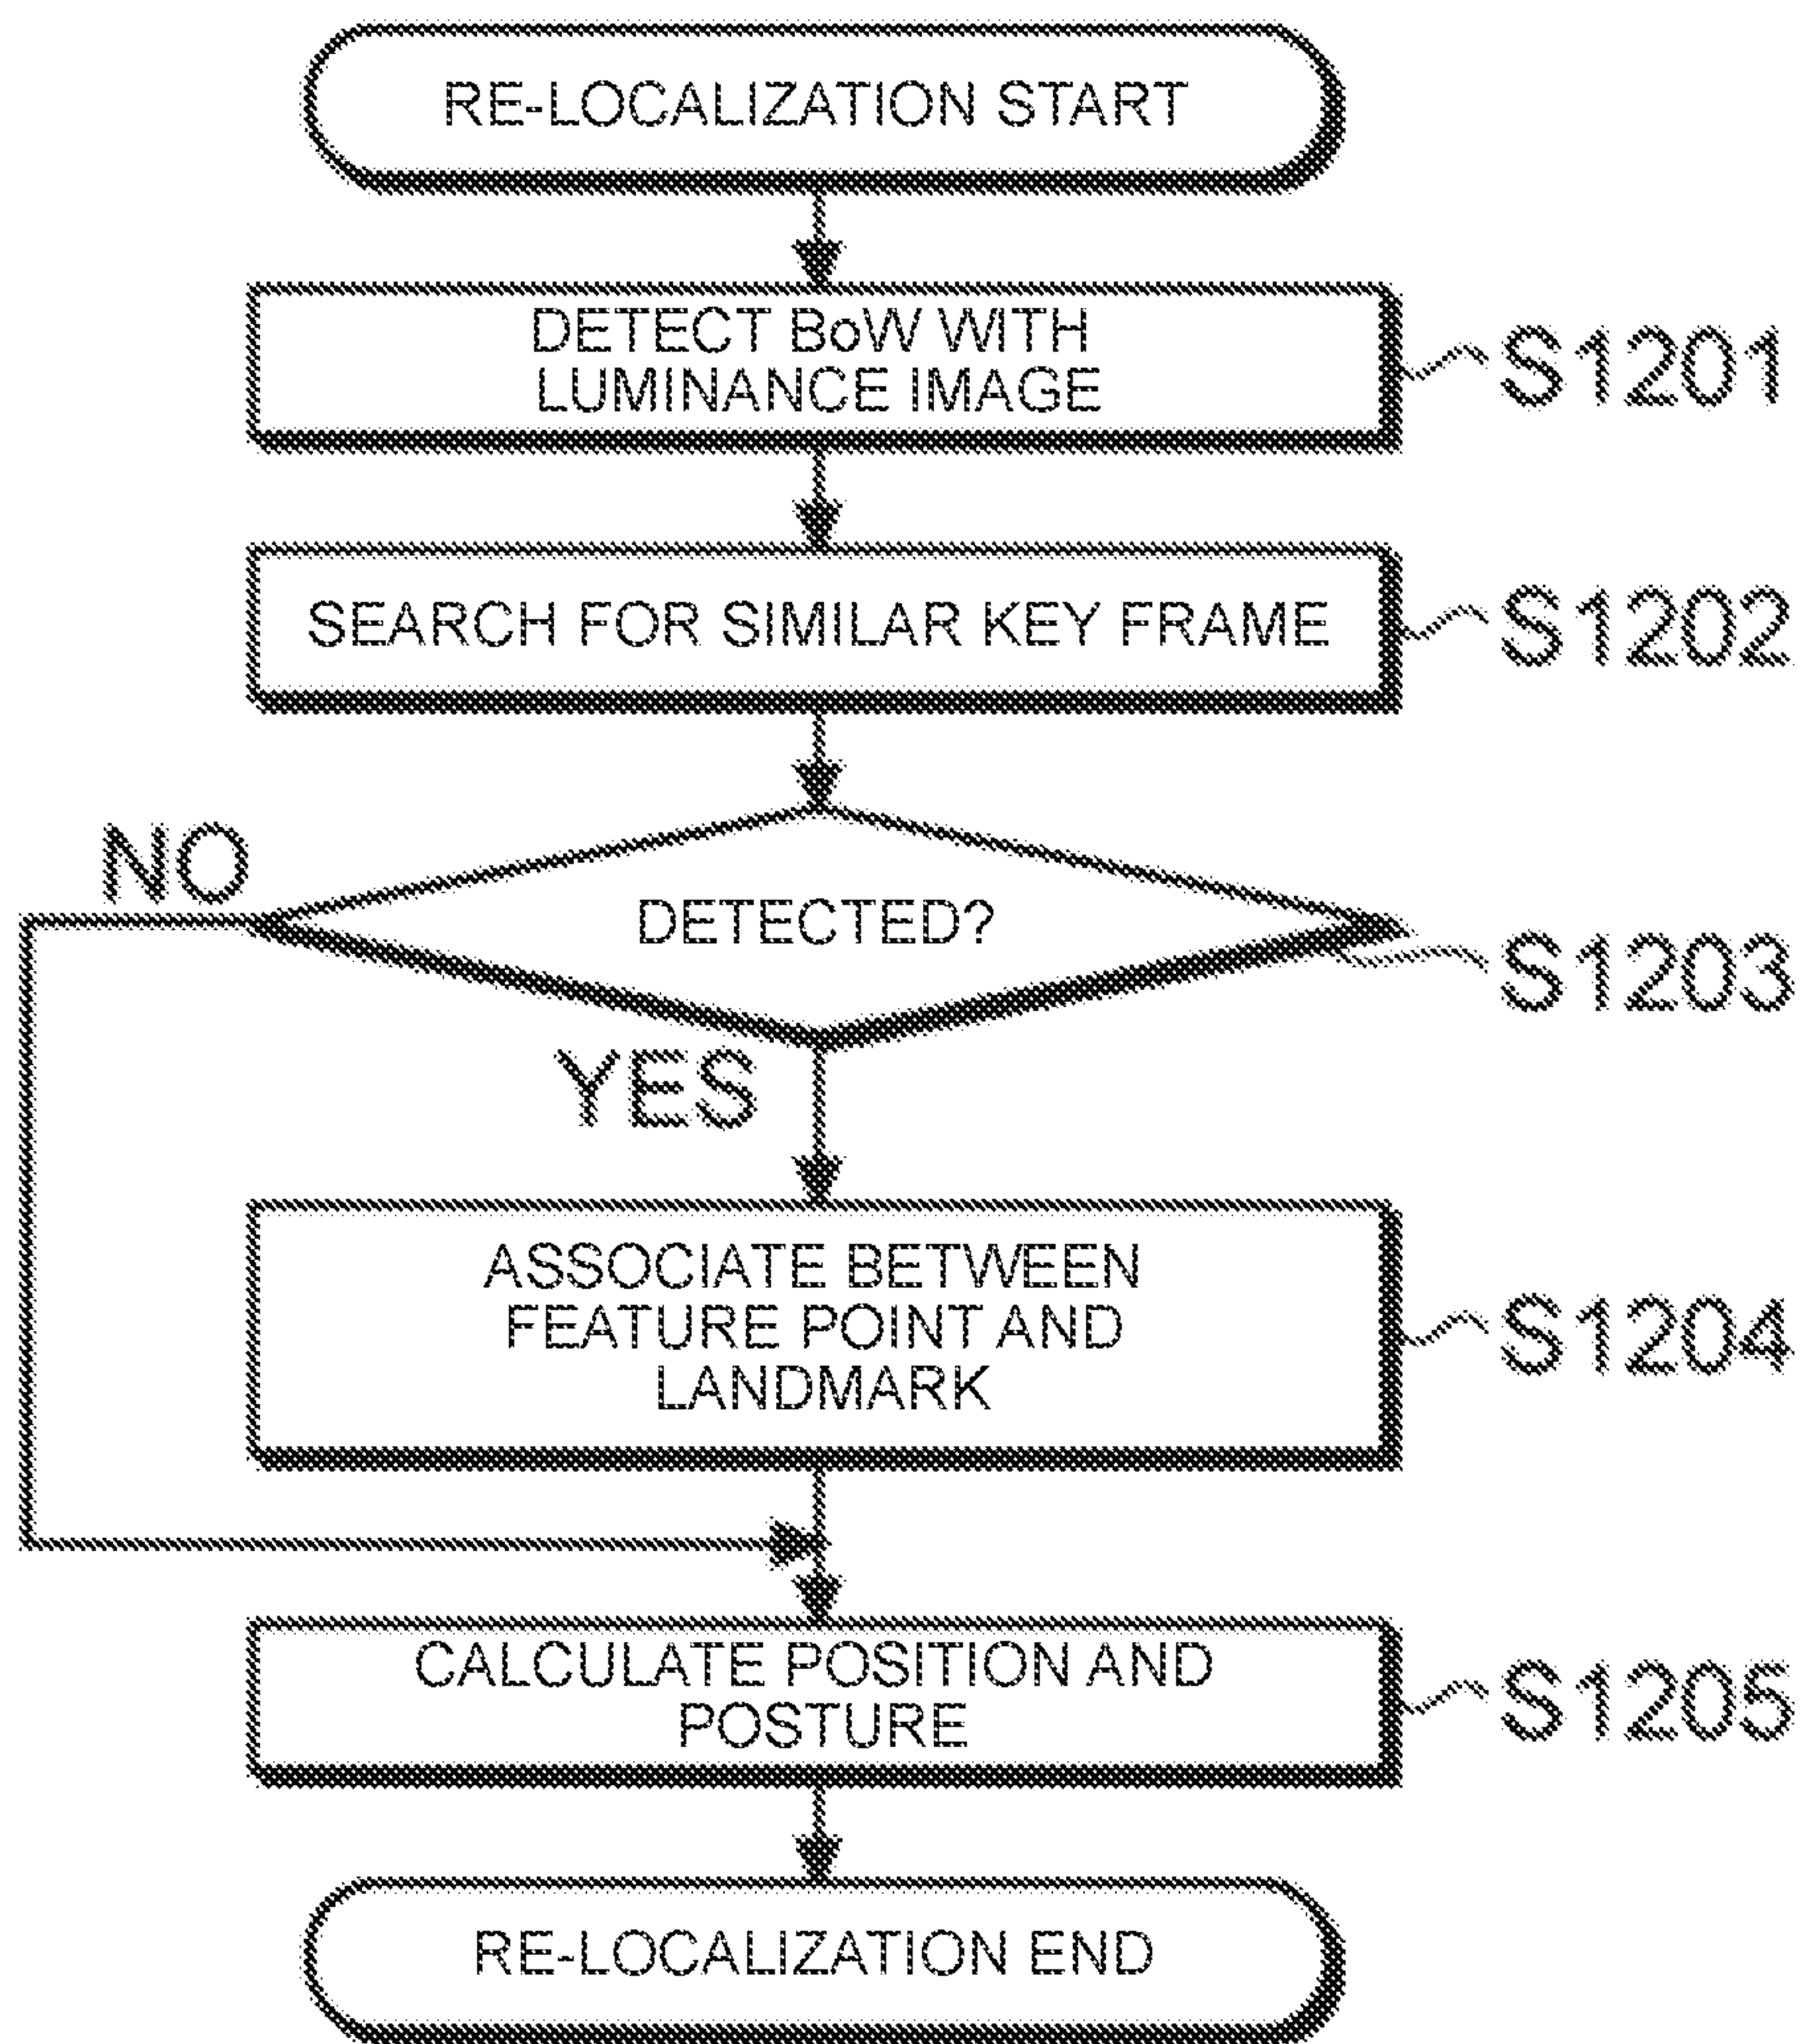 RE-LOCALIZATION START
DETECT BoW WITH
LUMINANCE IMAGE
S1201
SEARCH FOR SIMILAR KEY FRAME
S1202
NO
DETECTED?
S1203
YES
ASSOCIATE BETWEEN
FEATURE POINT AND
LANDMARK
S1204
CALCULATE POSITION AND
POSTURE
S1205
RE-LOCALIZATION END